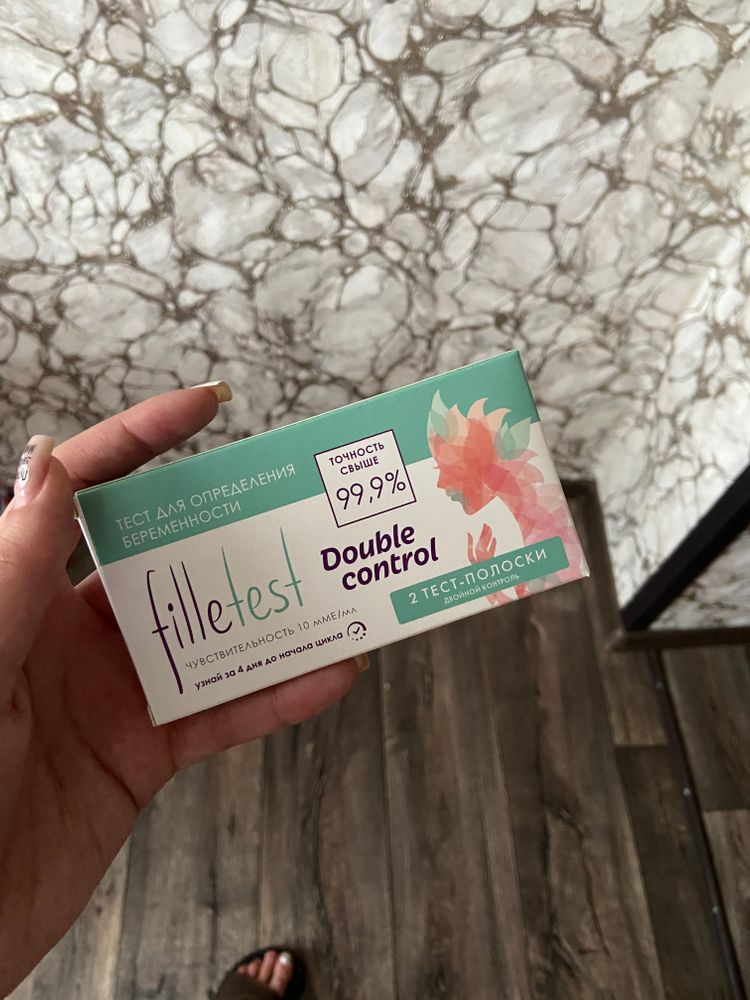 ТЕСТ ДЛЯ ОПРЕДЕЛЕНИЯ
БЕРЕМЕННОСТИ
ТОЧНОСТЬ
СВЫШЕ
99,9%
filletest
Double
control
ЧУВСТВИТЕЛЬНОСТЬ 10 мМЕ/мл
узнай за 4 дня до начала цикла
2 ТЕСТ-ПОЛОСКИ
ДВОЙНОЙ КОНТРОЛЬ